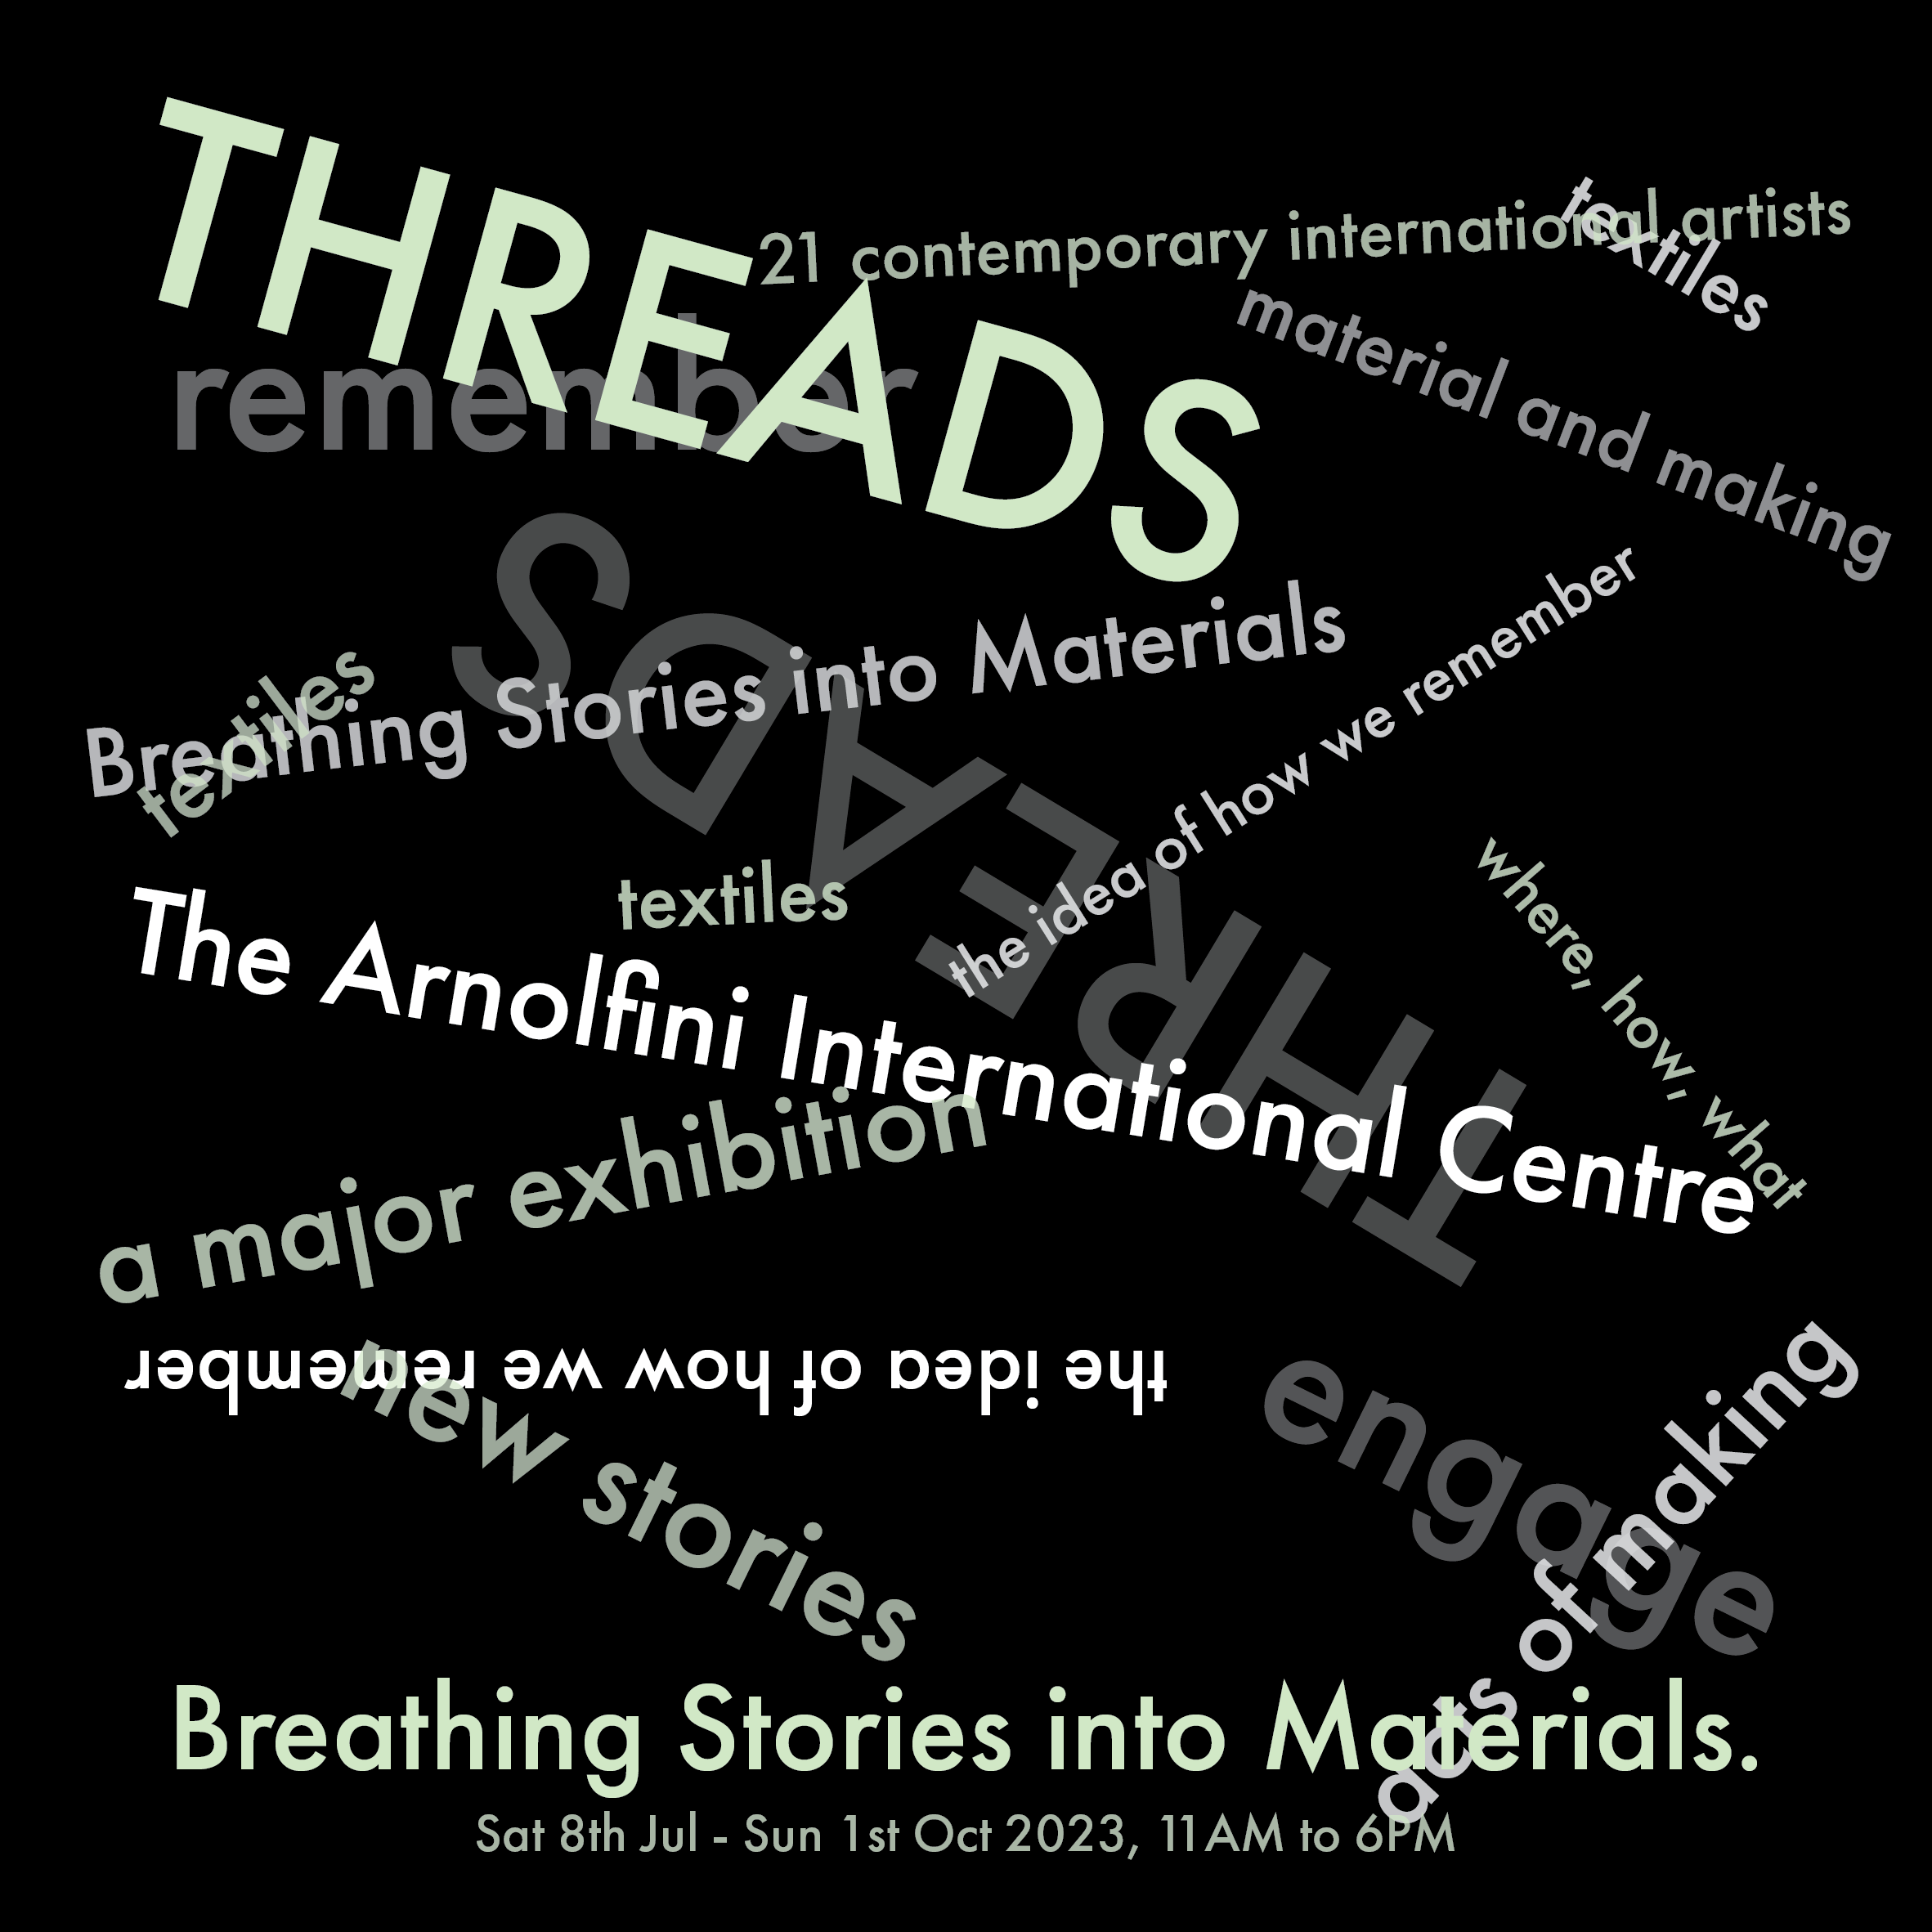 THREADS
21 contemporary international artists
textiles
remember
material and making
THREADS
Breathing Stories into Materials
the idea of how we remember
textiles
textiles
where, how, what
The Arnolfini International Centre
a major exhibition
the idea of how we remember
new stories
engage
acts of making
Breathing Stories into Materials.
Sat 8th Jul - Sun 1st Oct 2023, 11AM to 6PM